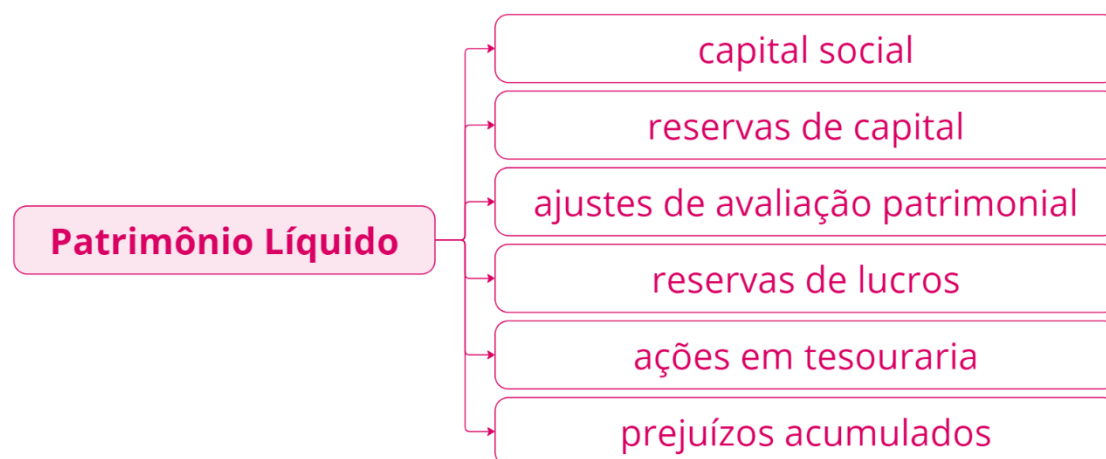 capital social
reservas de capital
ajustes de avaliação patrimonial
Patrimônio Líquido
reservas de lucros
ações em tesouraria
prejuízos acumulados